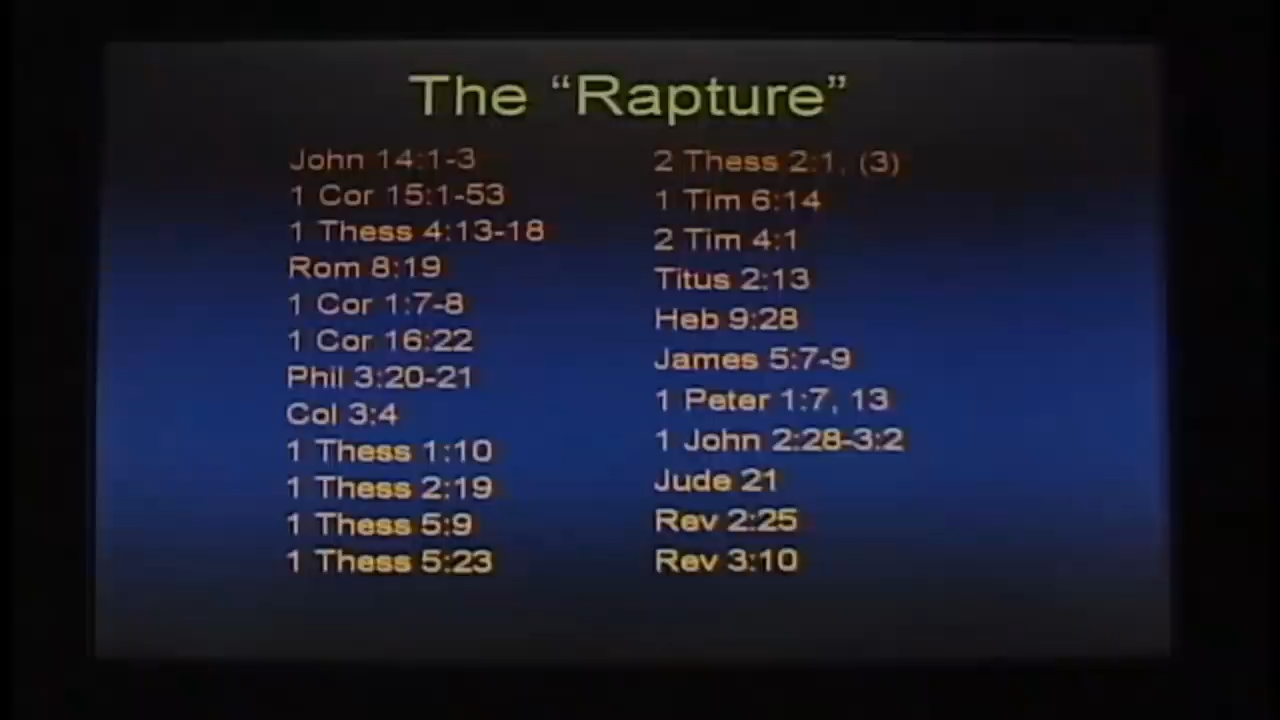 The “Rapture”
John 14:1-3
1 Cor 15:1-53
1 Thess 4:13-18
Rom 8:19
1 Cor 1:7-8
1 Cor 16:22
Phil 3:20-21
Col 3:4
1 Thess 1:10
1 Thess 2:19
1 Thess 5:9
1 Thess 5:23
2 Thess 2:1, (3)
1 Tim 6:14
2 Tim 4:1
Titus 2:13
Heb 9:28
James 5:7-9
1 Peter 1:7, 13
1 John 2:28-3:2
Jude 21
Rev 2:25
Rev 3:10